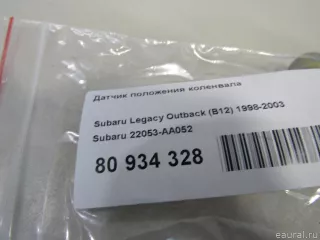 Датчик положения коленвала
Subaru Legacy Outback (B12) 1998-2003
Subaru 22053-AA052
80 934 328
© eaural.ru